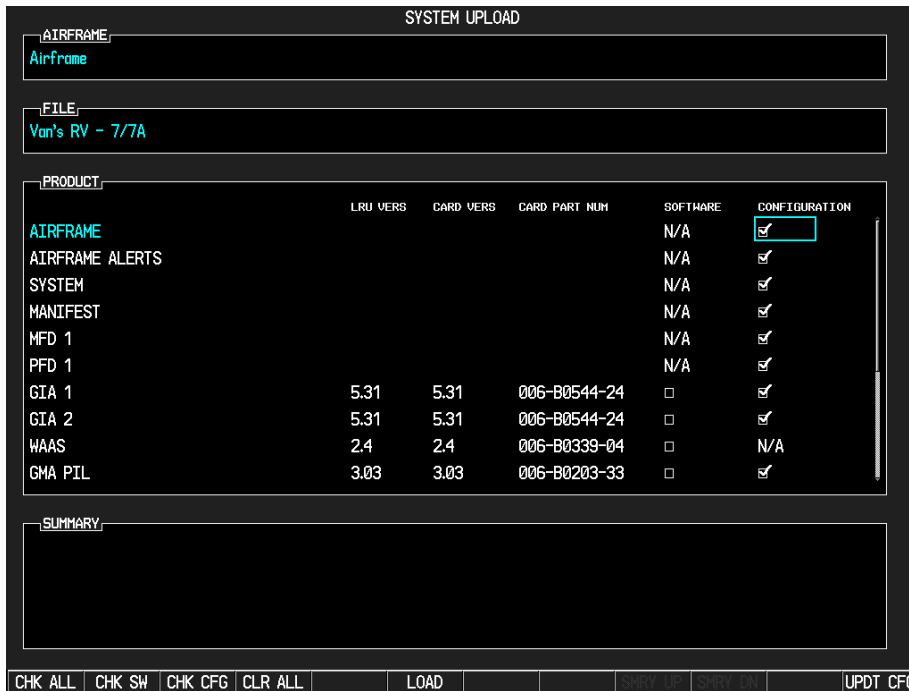 SYSTEM UPLOAD
AIRFRAME
Airframe
FILE
Van's RV - 7/7A
PRODUCT
LRU VERS CARD VERS CARD PART NUM SOFTWARE CONFIGURATION
AIRFRAME N/A
AIRFRAME ALERTS N/A
SYSTEM N/A
MANIFEST N/A
MFD 1 N/A
PFD 1 N/A
GIA 1 5.31 5.31 006-B0544-24
GIA 2 5.31 5.31 006-B0544-24
WAAS 2.4 2.4 006-B0339-04 N/A
GMA PIL 3.03 3.03 006-B0203-33
SUMMARY
CHK ALL CHK SW CHK CFG CLR ALL LOAD SMRY UP SMRY DN UPDT CFG